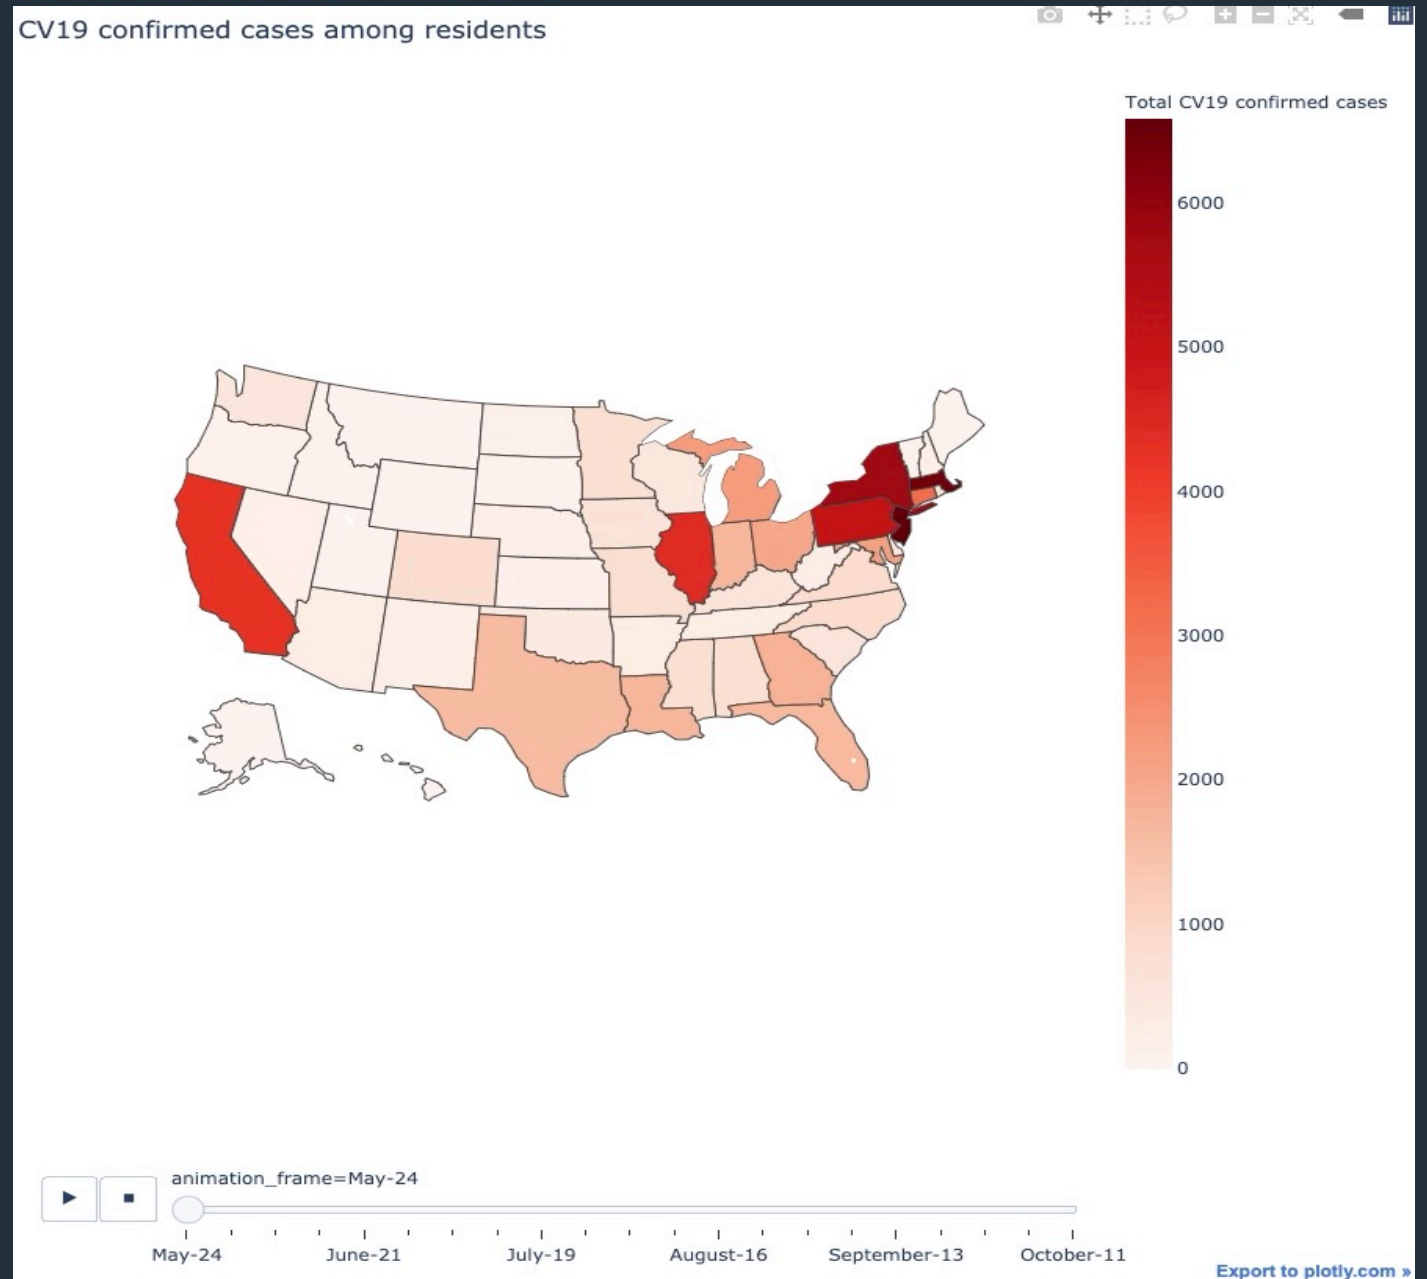 CV19 confirmed cases among residents
Total CV19 confirmed cases
6000
5000
4000
3000
2000
1000
0
animation_frame=May-24
May-24 June-21 July-19 August-16 September-13 October-11
Export to plotly.com »